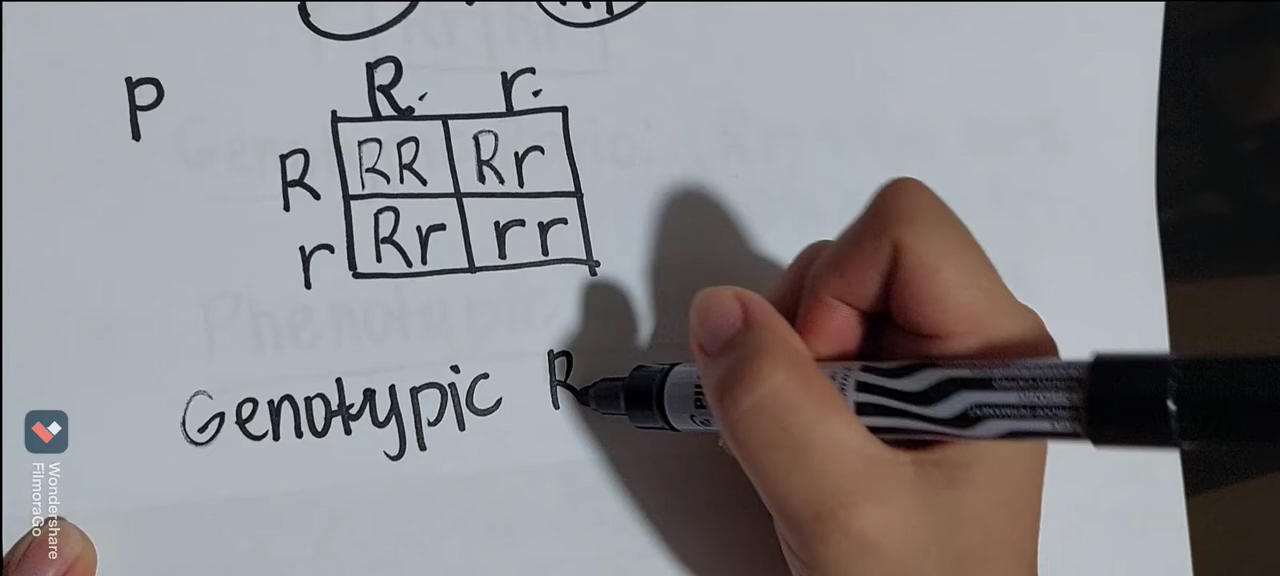 P
R. r.
R RR Rr
r Rr rr
Genotypic R
Wondershare
FilmoraGo